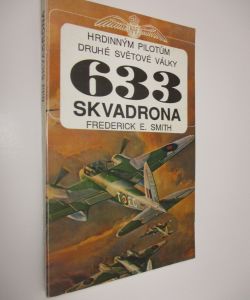 HRDINNÝM PILOTŮM
DRUHÉ SVĚTOVÉ VÁLKY
633
SKVADRONA
FREDERICK E. SMITH